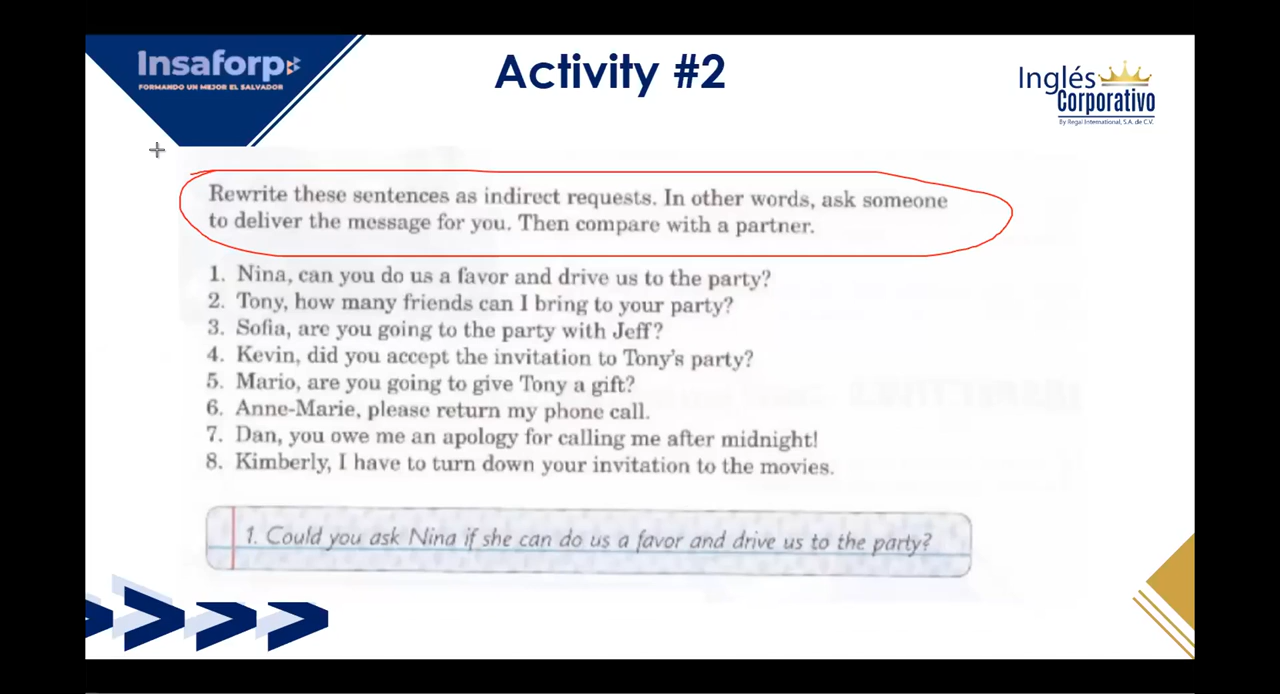 Insaforp
FORMANDO UN MEJOR EL SALVADOR
Activity #2
Inglés
Corporativo
By Regal International, S.A. de C.V.
Rewrite these sentences as indirect requests. In other words, ask someone
to deliver the message for you. Then compare with a partner.
1. Nina, can you do us a favor and drive us to the party?
2. Tony, how many friends can I bring to your party?
3. Sofia, are you going to the party with Jeff?
4. Kevin, did you accept the invitation to Tony's party?
5. Mario, are you going to give Tony a gift?
6. Anne-Marie, please return my phone call.
7. Dan, you owe me an apology for calling me after midnight!
8. Kimberly, I have to turn down your invitation to the movies.
1. Could you ask Nina if she can do us a favor and drive us to the party?